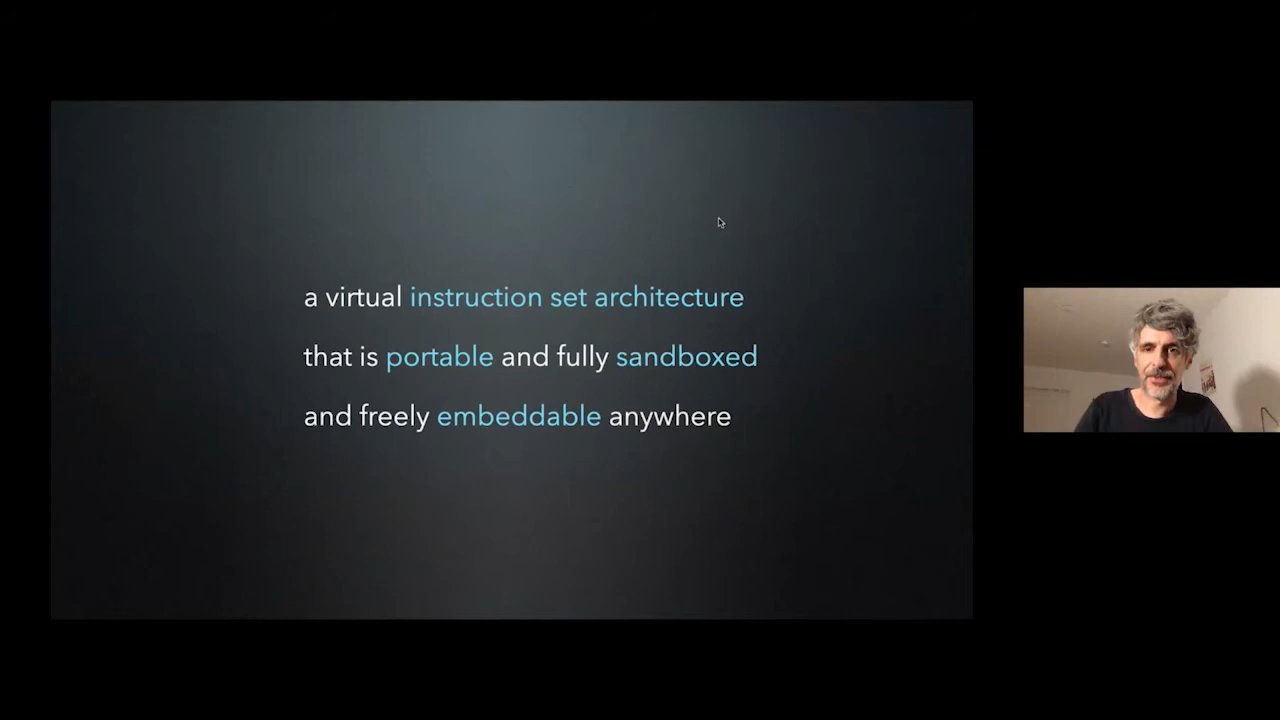 a virtual instruction set architecture
that is portable and fully sandboxed
and freely embeddable anywhere